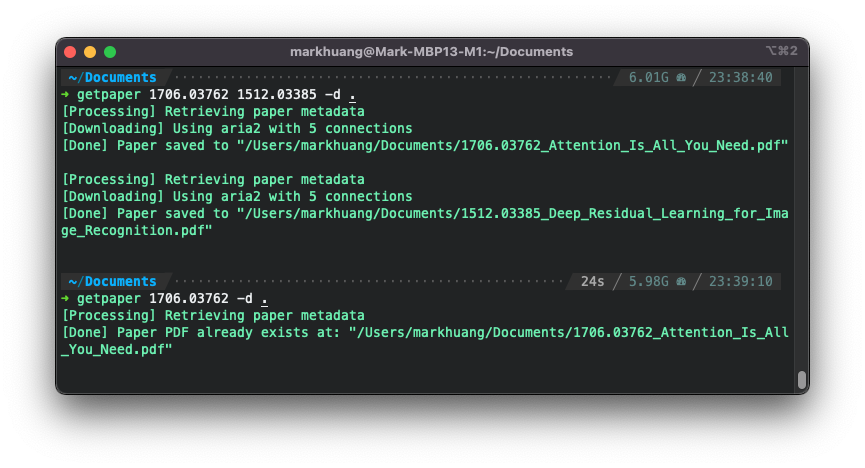 markhuang@Mark-MBP13-M1:~/Documents ⌥⌘2
~/Documents 6.01G 23:38:40
➜ getpaper 1706.03762 1512.03385 -d .
[Processing] Retrieving paper metadata
[Downloading] Using aria2 with 5 connections
[Done] Paper saved to "/Users/markhuang/Documents/1706.03762_Attention_Is_All_You_Need.pdf"
[Processing] Retrieving paper metadata
[Downloading] Using aria2 with 5 connections
[Done] Paper saved to "/Users/markhuang/Documents/1512.03385_Deep_Residual_Learning_for_Ima
ge_Recognition.pdf"
~/Documents 24s 5.98G 23:39:10
➜ getpaper 1706.03762 -d .
[Processing] Retrieving paper metadata
[Done] Paper PDF already exists at: "/Users/markhuang/Documents/1706.03762_Attention_Is_All
_You_Need.pdf"